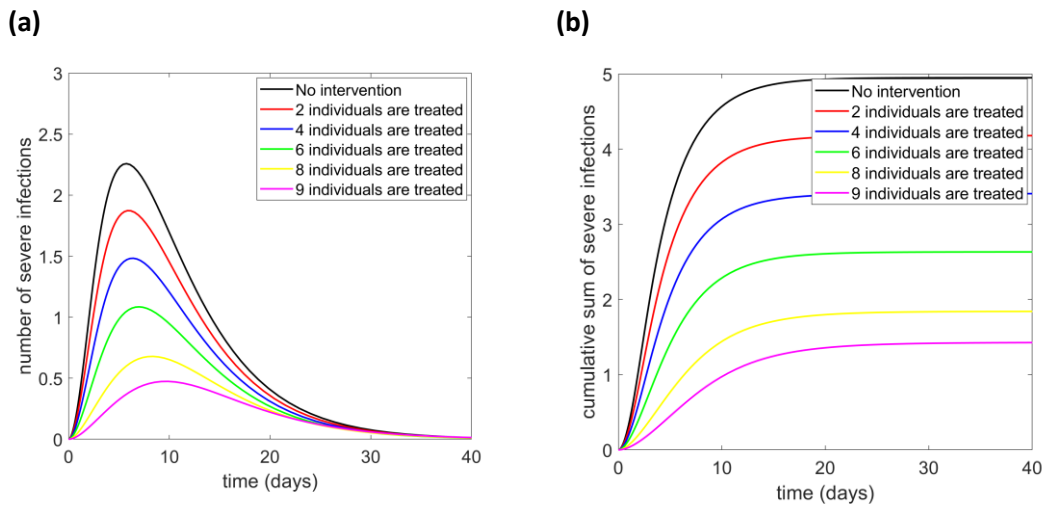 (a)
(b)
number of severe infections
3
2.5
2
1.5
1
0.5
0
0
10
20
30
40
time (days)
No intervention
2 individuals are treated
4 individuals are treated
6 individuals are treated
8 individuals are treated
9 individuals are treated
cumulative sum of severe infections
5
4
3
2
1
0
0
10
20
30
40
time (days)
No intervention
2 individuals are treated
4 individuals are treated
6 individuals are treated
8 individuals are treated
9 individuals are treated